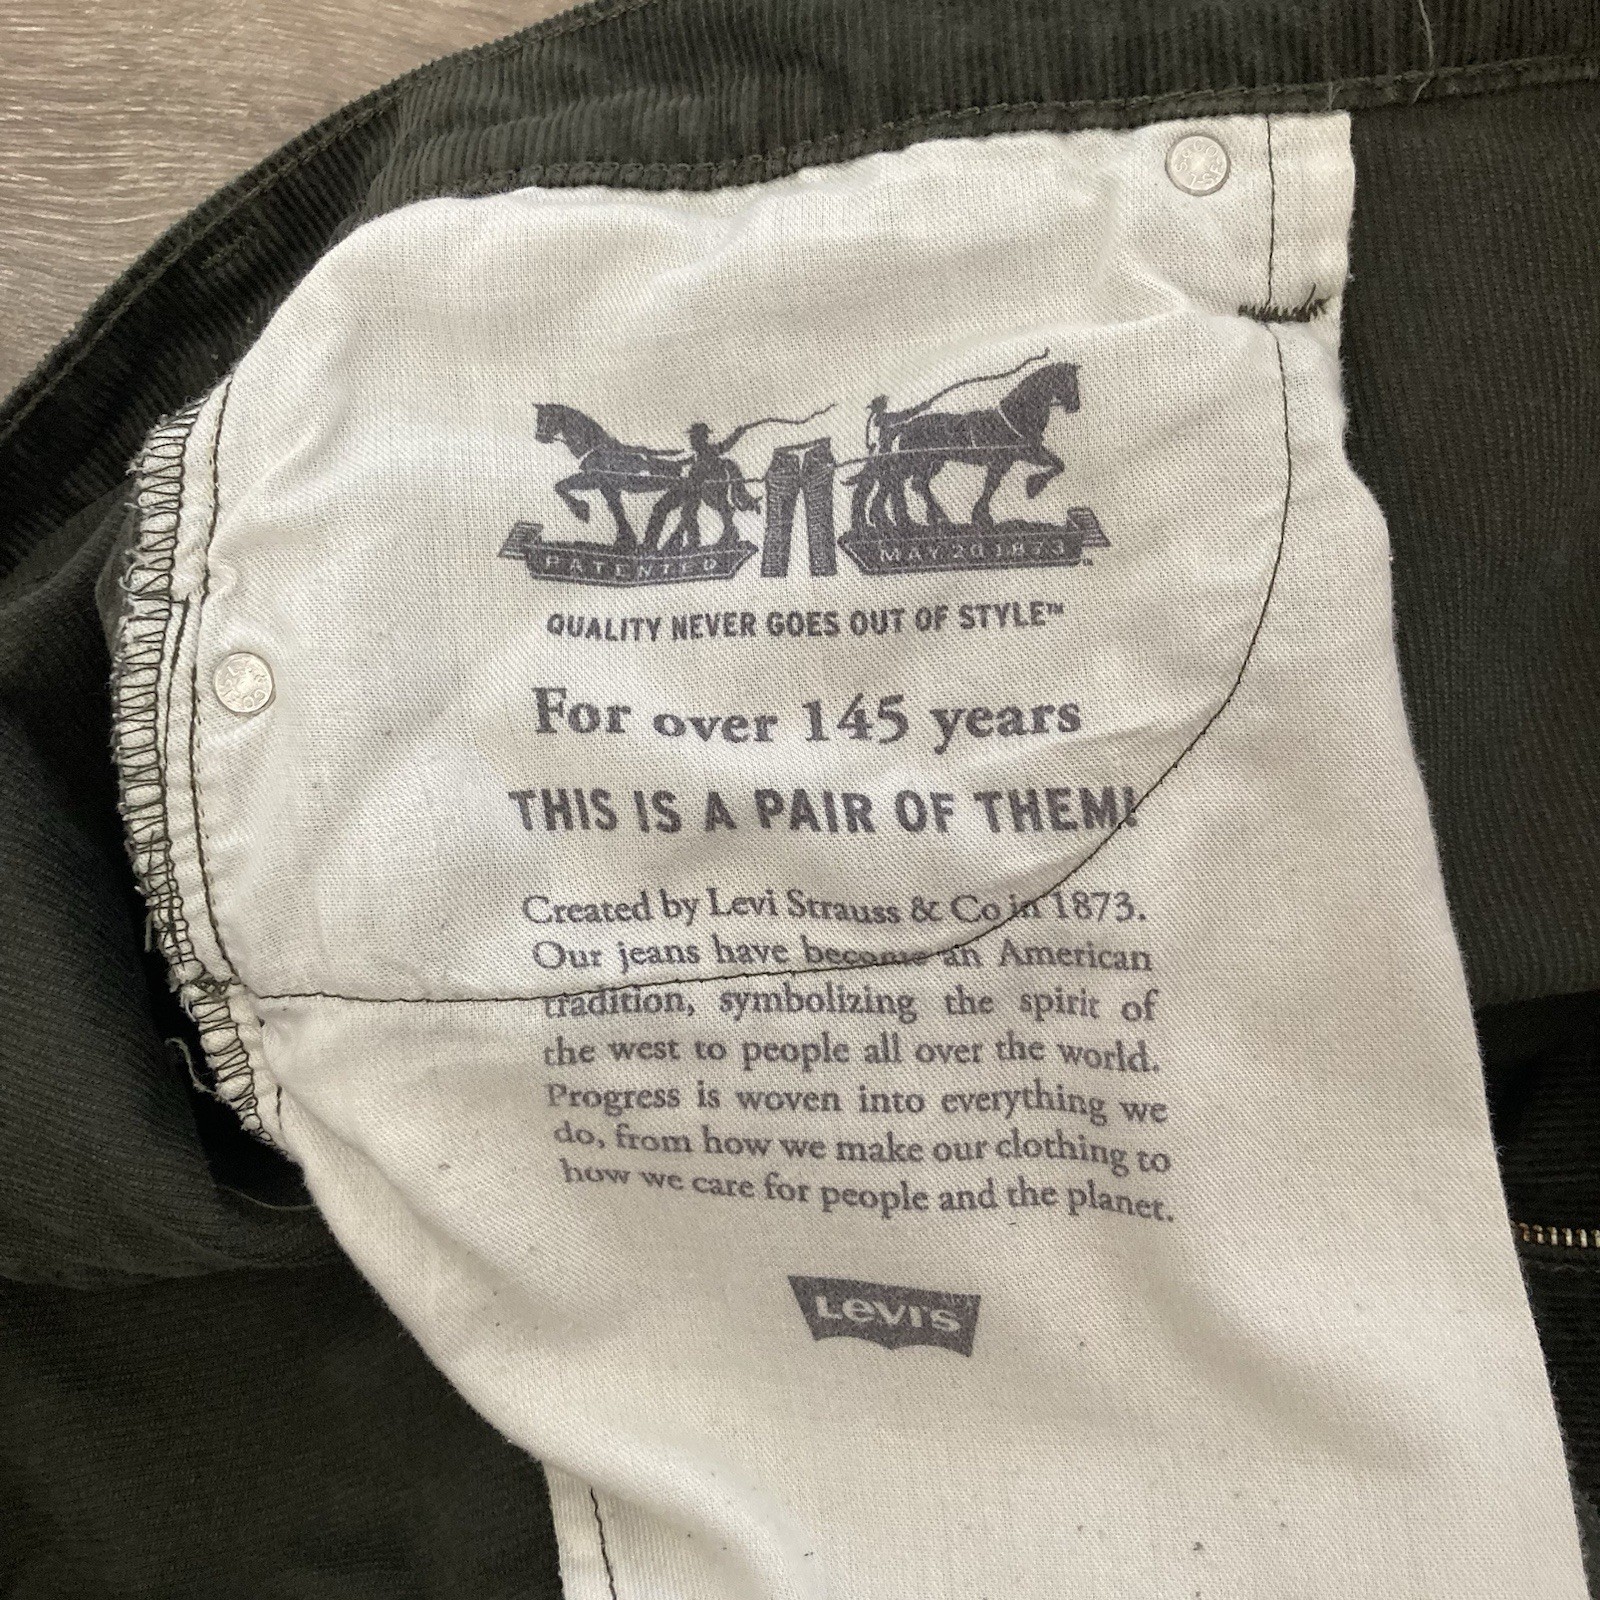 PATENTED MAY 20 1873
QUALITY NEVER GOES OUT OF STYLE™
For over 145 years
THIS IS A PAIR OF THEM!
Created by Levi Strauss & Co in 1873.
Our jeans have become an American
tradition, symbolizing the spirit of
the west to people all over the world.
Progress is woven into everything we
do, from how we make our clothing to
how we care for people and the planet.
LEVI'S